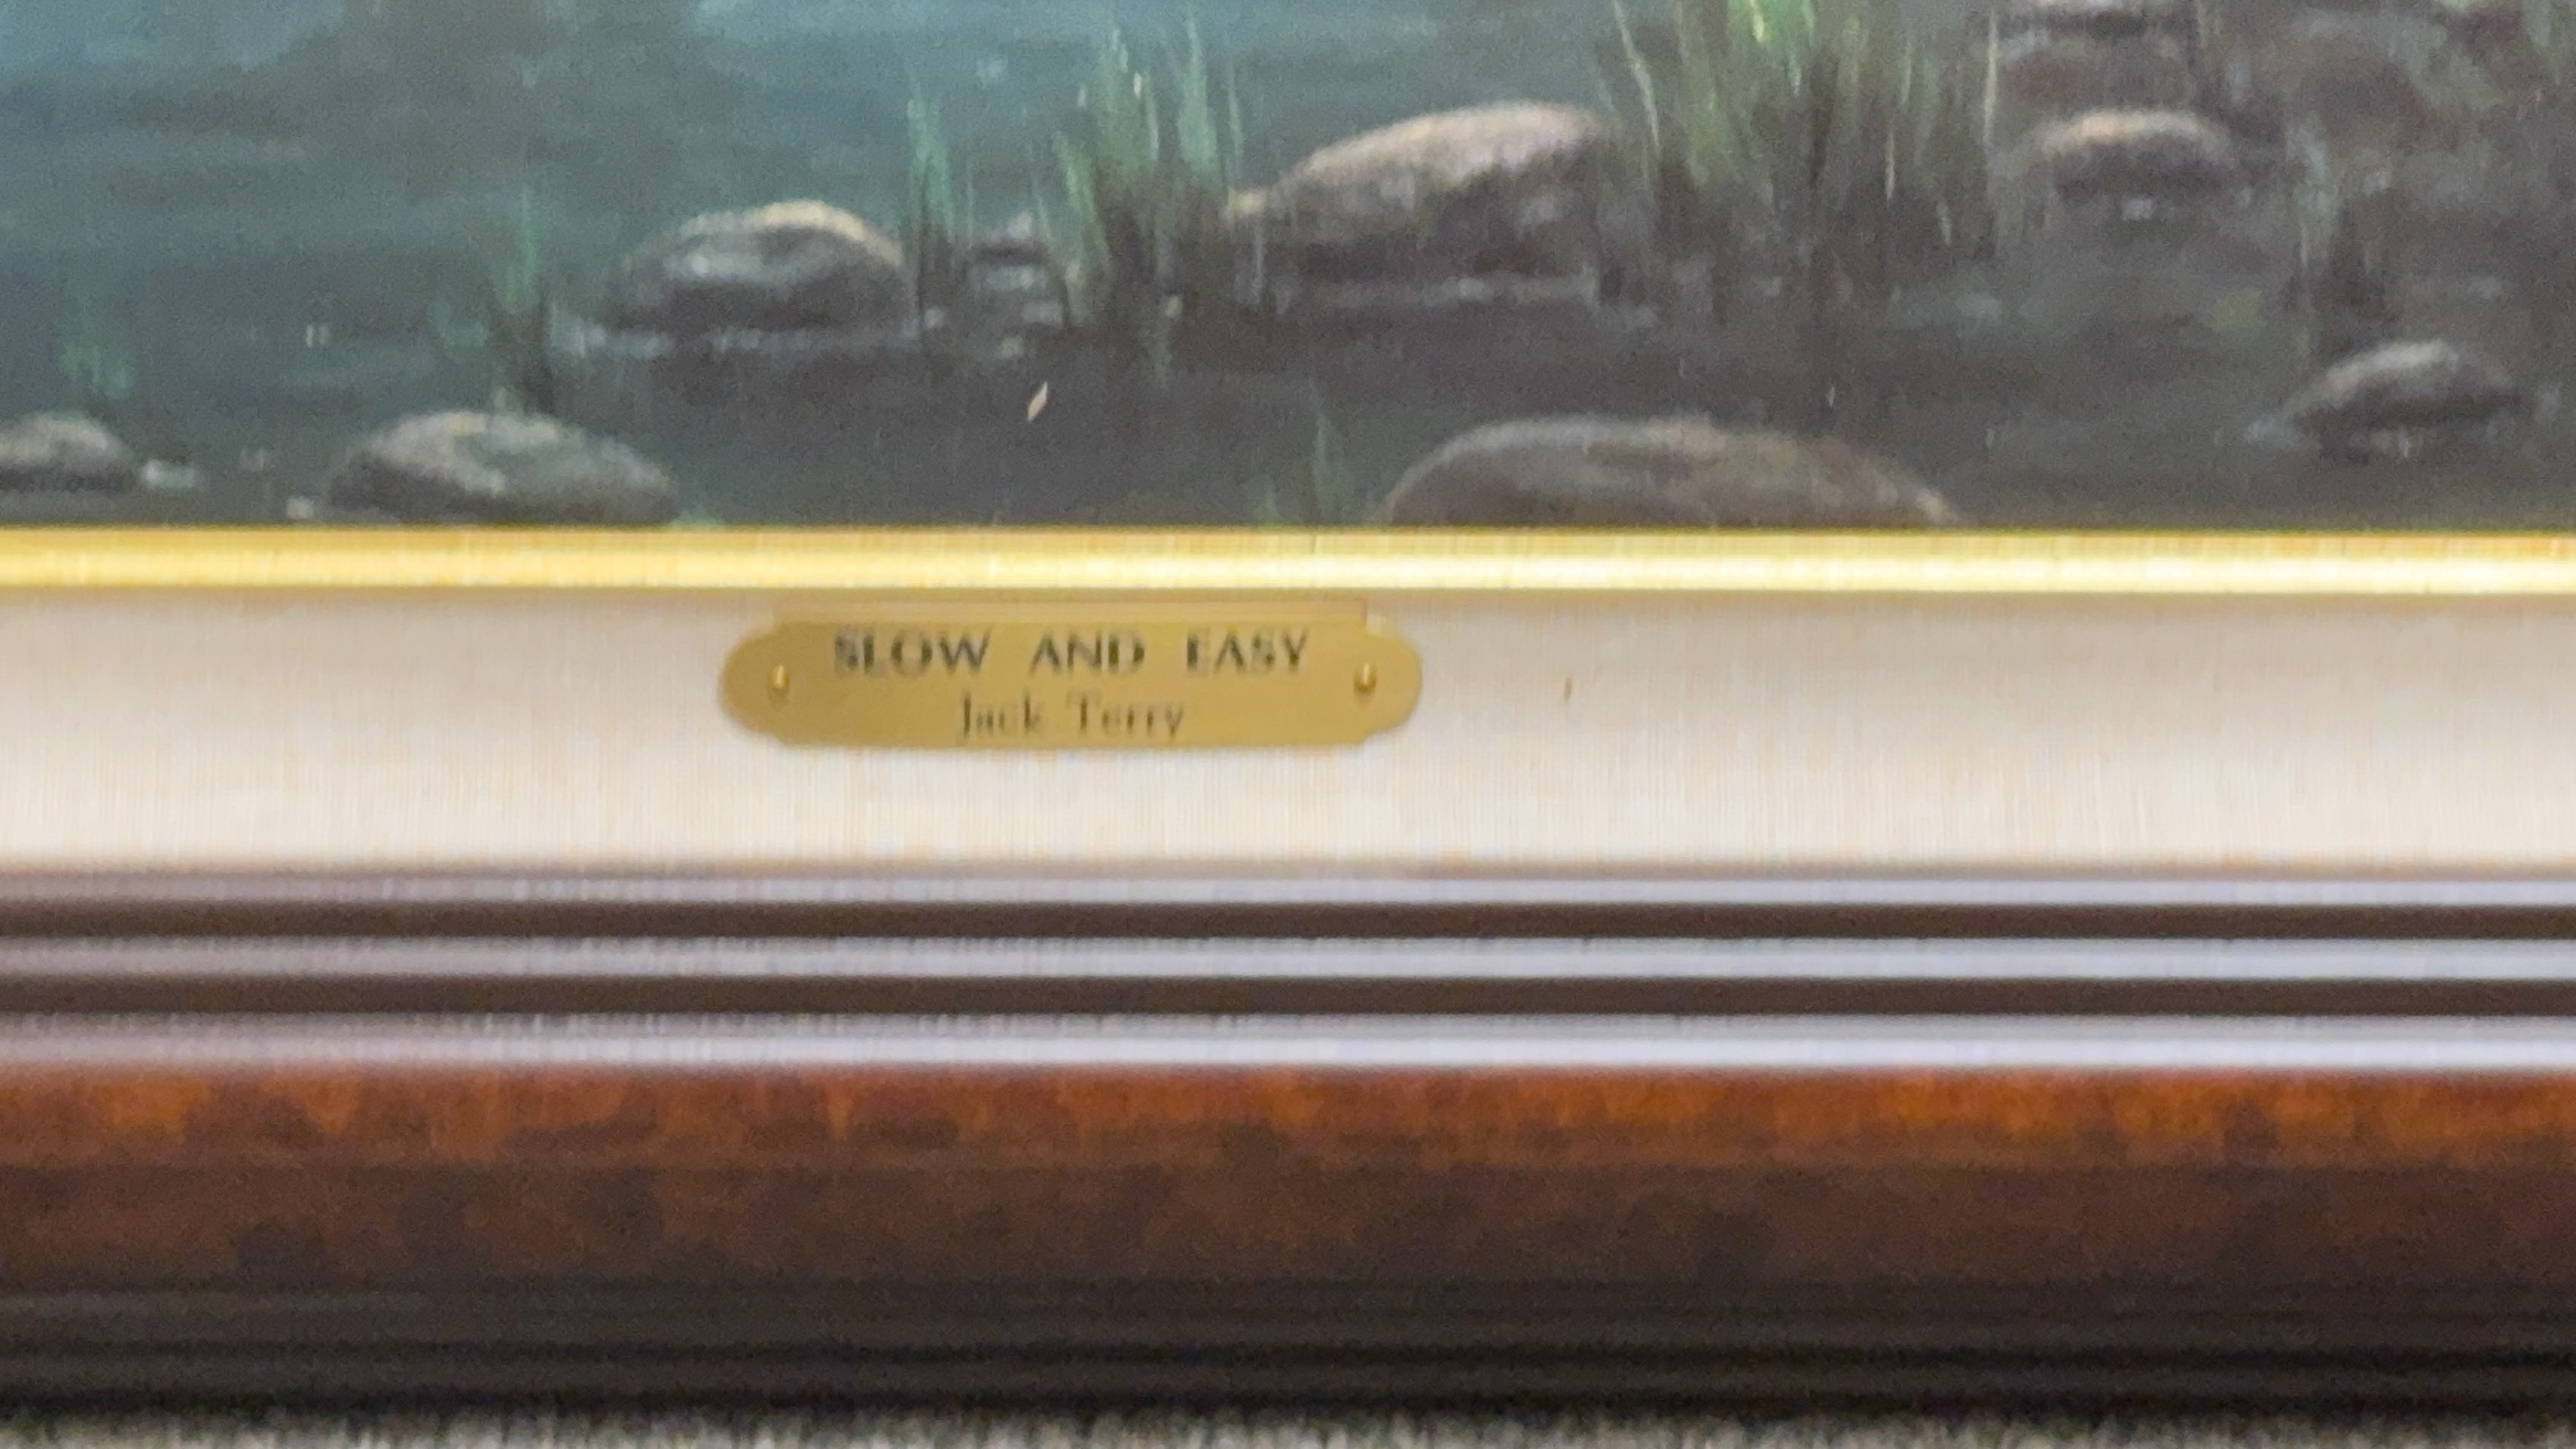 SLOW AND EASY
Jack Terry